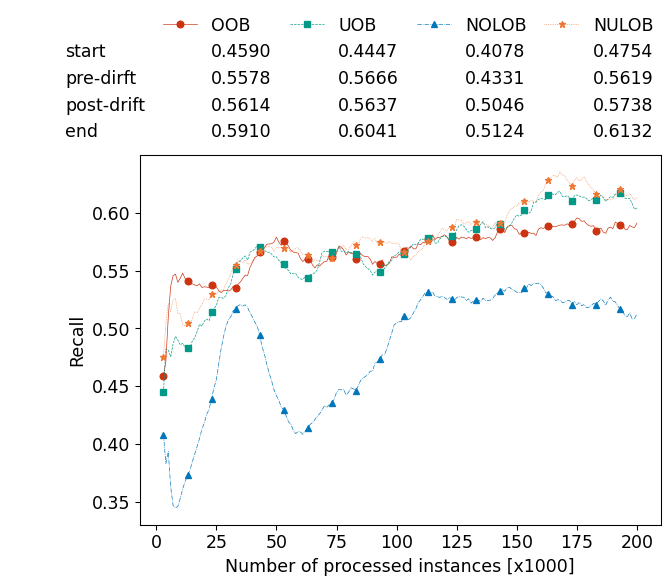 OOB UOB NOLOB NULOB
start 0.4590 0.4447 0.4078 0.4754
pre-dirft 0.5578 0.5666 0.4331 0.5619
post-drift 0.5614 0.5637 0.5046 0.5738
end 0.5910 0.6041 0.5124 0.6132
0.60
0.55
0.50
0.45
0.40
0.35
Recall
0 25 50 75 100 125 150 175 200
Number of processed instances [x1000]